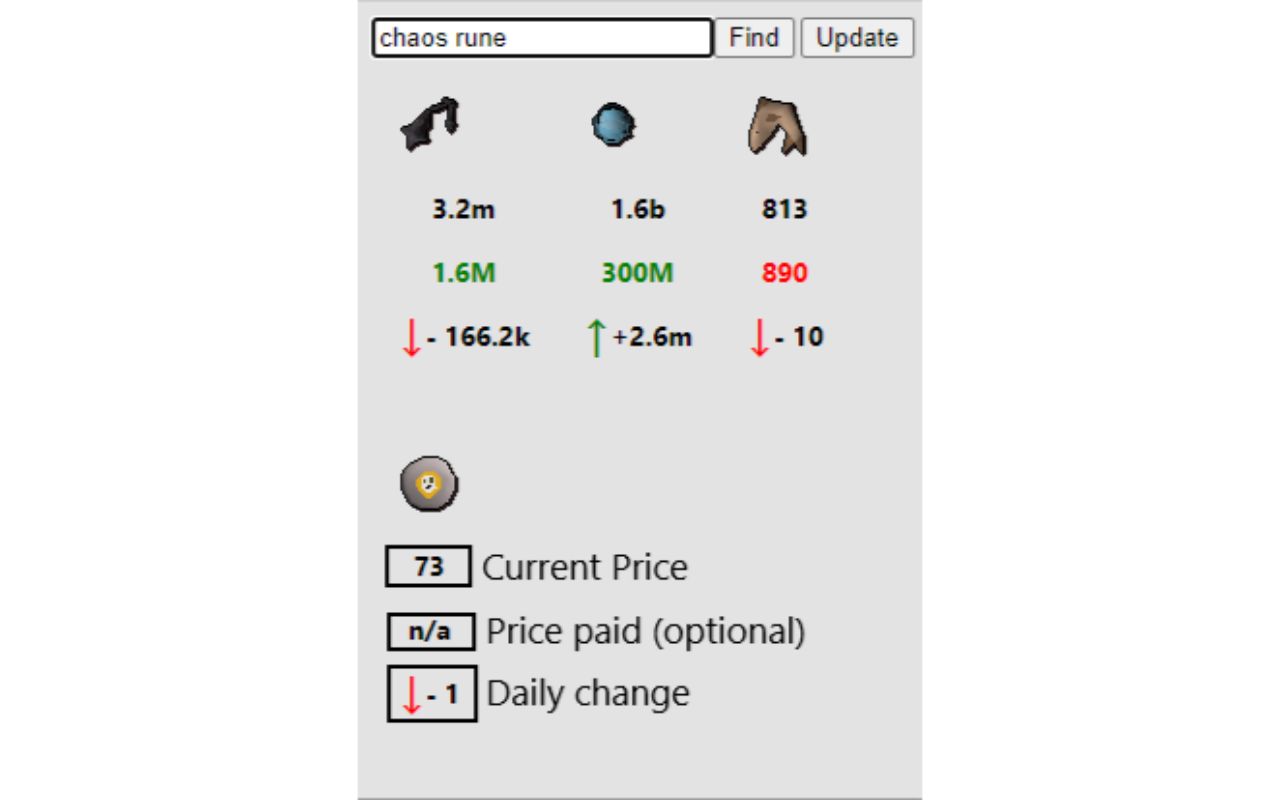 chaos rune Find Update
3.2m 1.6b 813
1.6M 300M 890
↓- 166.2k ↑+2.6m ↓- 10
73 Current Price
n/a Price paid (optional)
↓- 1 Daily change